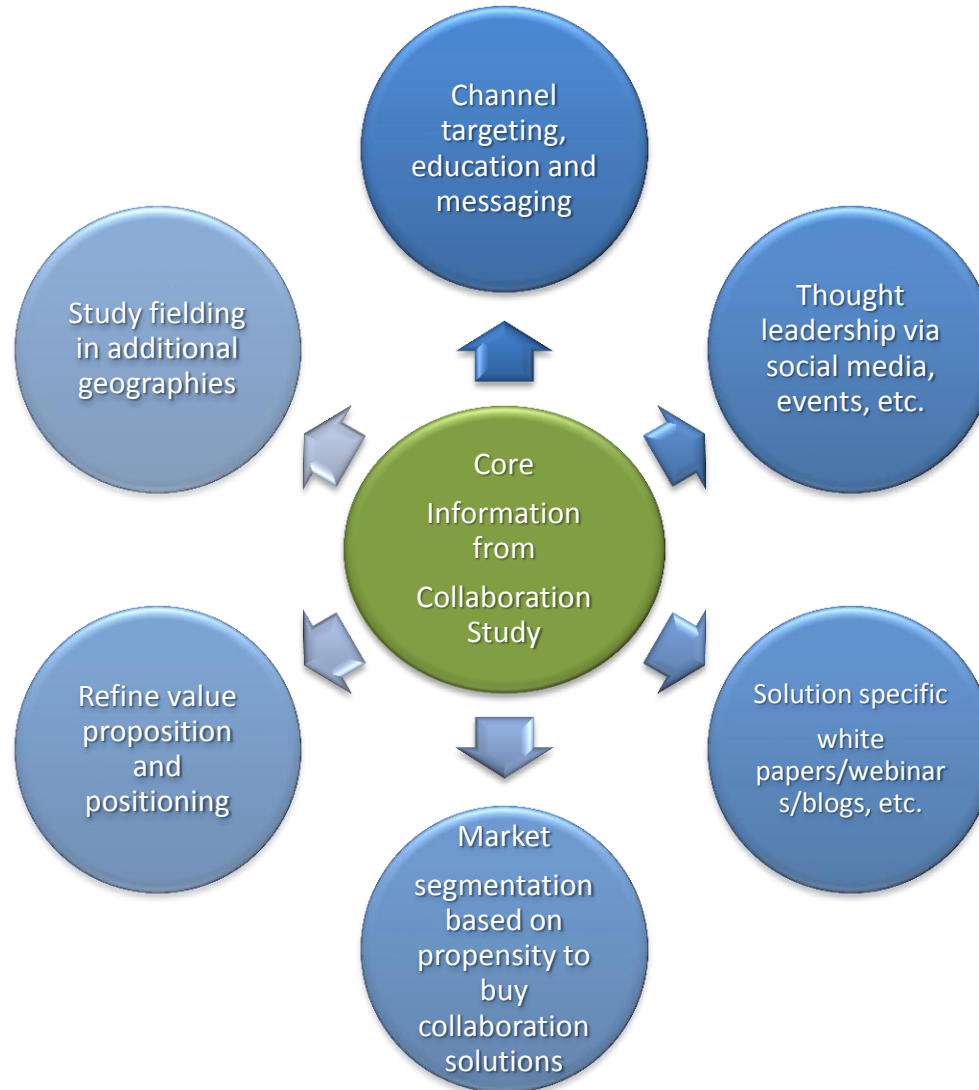 Channel
targeting,
education and
messaging
Thought
leadership via
social media,
events, etc.
Solution specific
white
papers/webinar
s/blogs, etc.
Market
segmentation
based on
propensity to
buy
collaboration
solutions
Refine value
proposition
and
positioning
Study fielding
in additional
geographies
Core
Information
from
Collaboration
Study